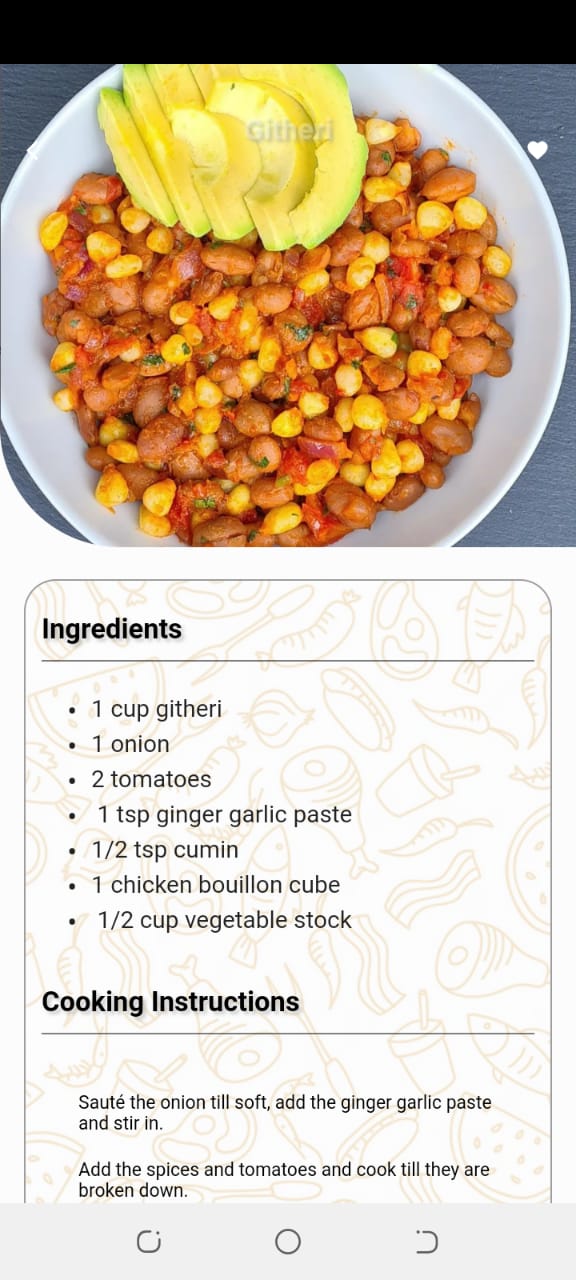 Githeri
Ingredients
• 1 cup githeri
• 1 onion
• 2 tomatoes
• 1 tsp ginger garlic paste
• 1/2 tsp cumin
• 1 chicken bouillon cube
• 1/2 cup vegetable stock
Cooking Instructions
Sauté the onion till soft, add the ginger garlic paste
and stir in.
Add the spices and tomatoes and cook till they are
broken down.